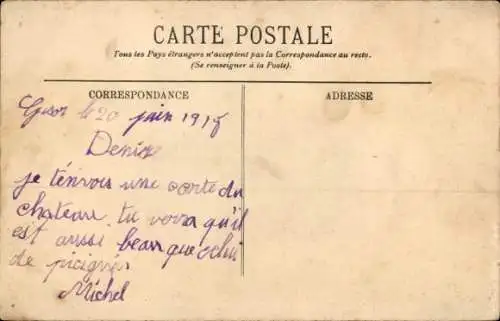 CARTE POSTALE
Tous les Pays étrangers n'acceptent pas la Correspondance au recto.
(Se renseigner à la Poste).
CORRESPONDANCE
ADRESSE
Gisors le 20 juin 1915
Denise
je t'envois une carte du
chateau, tu verra qu'il
est aussi beau que celui
de
Michel